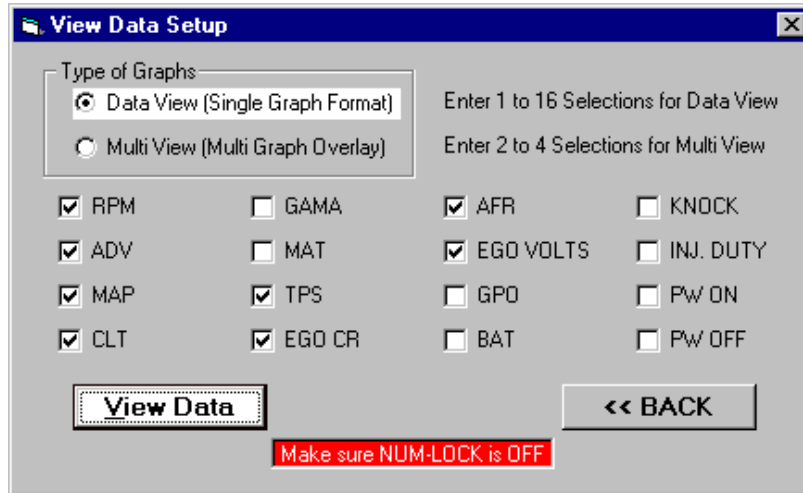 View Data Setup
Type of Graphs
Data View (Single Graph Format)
Enter 1 to 16 Selections for Data View
Multi View (Multi Graph Overlay)
Enter 2 to 4 Selections for Multi View
RPM GAMA AFR KNOCK
ADV MAT EGO VOLTS INJ. DUTY
MAP TPS GPO PW ON
CLT EGO CR BAT PW OFF
View Data << BACK
Make sure NUM-LOCK is OFF